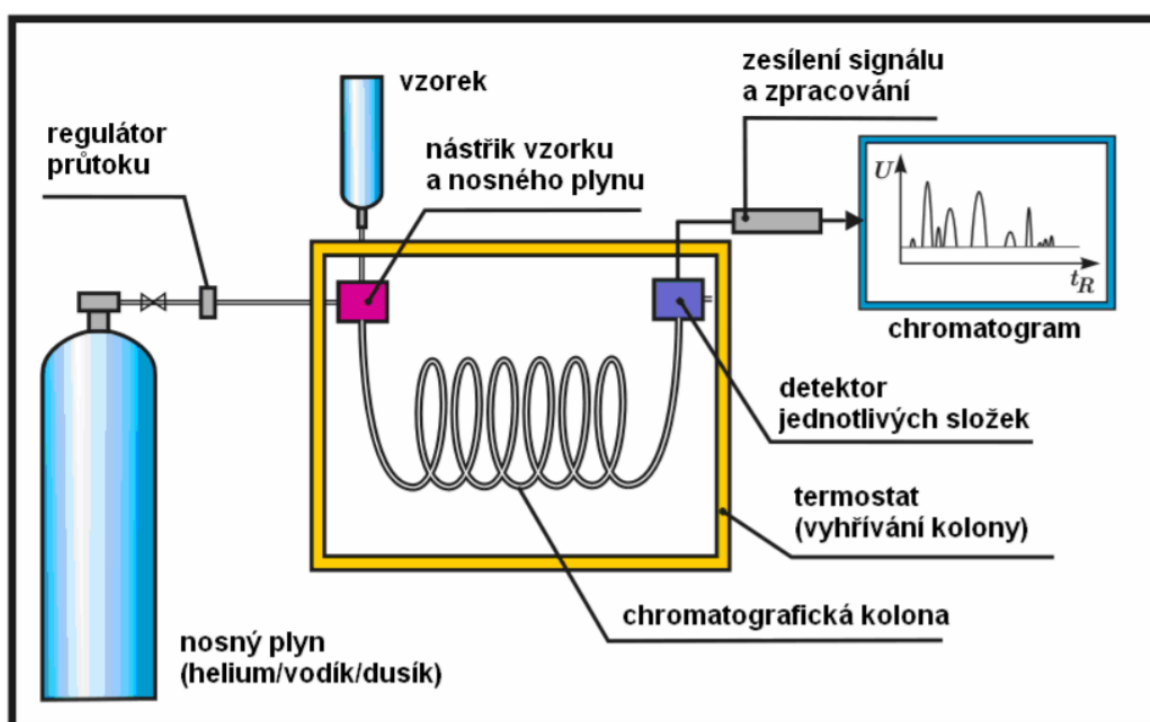 zesílení signálu
a zpracování
vzorek
regulátor
průtoku
nástřik vzorku
a nosného plynu
U
t_R
chromatogram
detektor
jednotlivých složek
termostat
(vyhřívání kolony)
chromatografická kolona
nosný plyn
(helium/vodík/dusík)